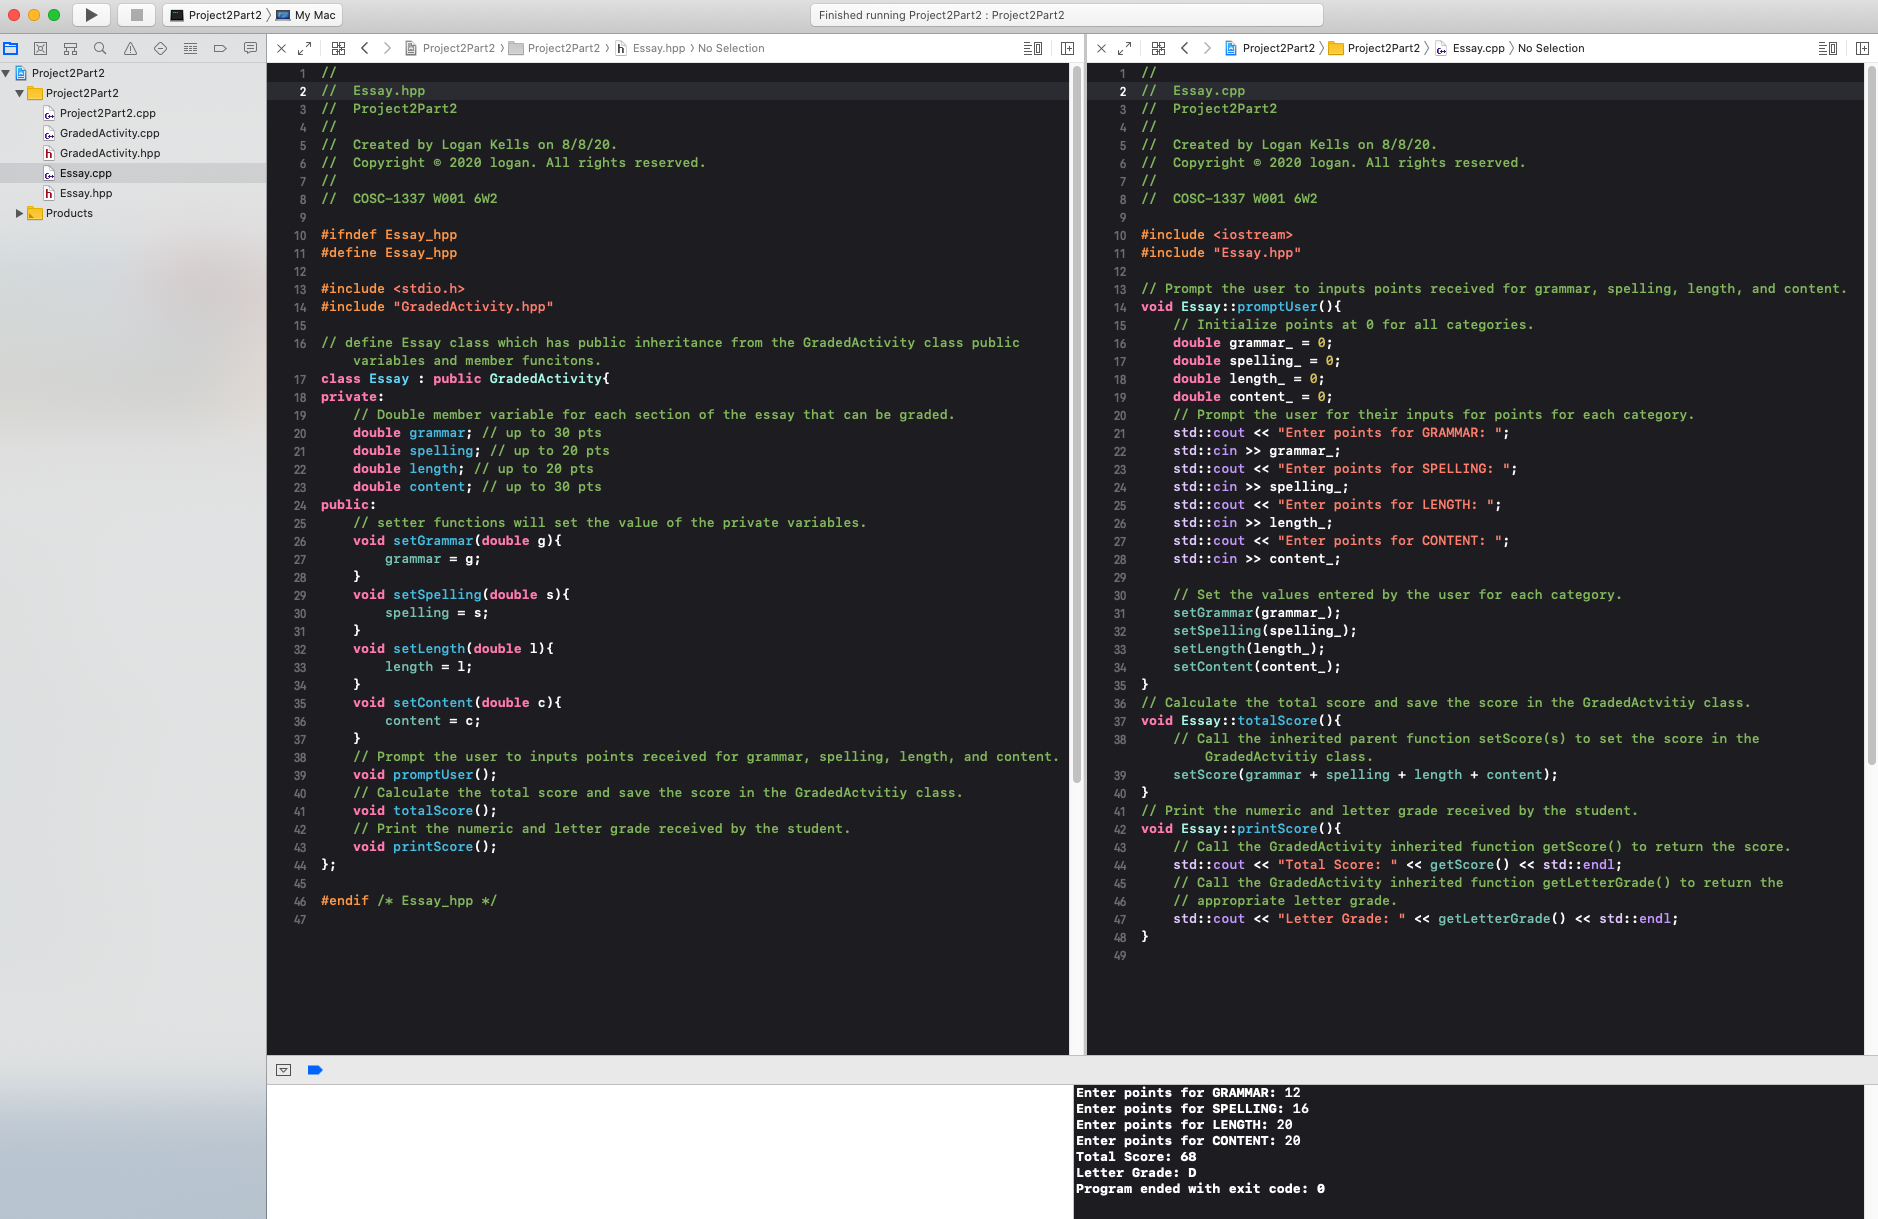 Project2Part2 〉 My Mac
Finished running Project2Part2 : Project2Part2
Project2Part2
Project2Part2
Project2Part2.cpp
GradedActivity.cpp
GradedActivity.hpp
Essay.cpp
Essay.hpp
Products
Project2Part2 〉 Project2Part2 〉 Essay.hpp 〉 No Selection
1 //
2 //  Essay.hpp
3 //  Project2Part2
4 //
5 //  Created by Logan Kells on 8/8/20.
6 //  Copyright © 2020 logan. All rights reserved.
7 //
8 //  COSC-1337 W001 6W2
9
10 #ifndef Essay_hpp
11 #define Essay_hpp
12
13 #include <stdio.h>
14 #include "GradedActivity.hpp"
15
16 // define Essay class which has public inheritance from the GradedActivity class public
variables and member funcitons.
17 class Essay : public GradedActivity{
18 private:
19     // Double member variable for each section of the essay that can be graded.
20     double grammar; // up to 30 pts
21     double spelling; // up to 20 pts
22     double length; // up to 20 pts
23     double content; // up to 30 pts
24 public:
25     // setter functions will set the value of the private variables.
26     void setGrammar(double g){
27         grammar = g;
28     }
29     void setSpelling(double s){
30         spelling = s;
31     }
32     void setLength(double l){
33         length = l;
34     }
35     void setContent(double c){
36         content = c;
37     }
38     // Prompt the user to inputs points received for grammar, spelling, length, and content.
39     void promptUser();
40     // Calculate the total score and save the score in the GradedActvitiy class.
41     void totalScore();
42     // Print the numeric and letter grade received by the student.
43     void printScore();
44 };
45
46 #endif /* Essay_hpp */
47
Project2Part2 〉 Project2Part2 〉 Essay.cpp 〉 No Selection
1 //
2 //  Essay.cpp
3 //  Project2Part2
4 //
5 //  Created by Logan Kells on 8/8/20.
6 //  Copyright © 2020 logan. All rights reserved.
7 //
8 //  COSC-1337 W001 6W2
9
10 #include <iostream>
11 #include "Essay.hpp"
12
13 // Prompt the user to inputs points received for grammar, spelling, length, and content.
14 void Essay::promptUser(){
15     // Initialize points at 0 for all categories.
16     double grammar_ = 0;
17     double spelling_ = 0;
18     double length_ = 0;
19     double content_ = 0;
20     // Prompt the user for their inputs for points for each category.
21     std::cout << "Enter points for GRAMMAR: ";
22     std::cin >> grammar_;
23     std::cout << "Enter points for SPELLING: ";
24     std::cin >> spelling_;
25     std::cout << "Enter points for LENGTH: ";
26     std::cin >> length_;
27     std::cout << "Enter points for CONTENT: ";
28     std::cin >> content_;
29
30     // Set the values entered by the user for each category.
31     setGrammar(grammar_);
32     setSpelling(spelling_);
33     setLength(length_);
34     setContent(content_);
35 }
36 // Calculate the total score and save the score in the GradedActvitiy class.
37 void Essay::totalScore(){
38     // Call the inherited parent function setScore(s) to set the score in the
GradedActvitiy class.
39     setScore(grammar + spelling + length + content);
40 }
41 // Print the numeric and letter grade received by the student.
42 void Essay::printScore(){
43     // Call the GradedActivity inherited function getScore() to return the score.
44     std::cout << "Total Score: " << getScore() << std::endl;
45     // Call the GradedActivity inherited function getLetterGrade() to return the
46     // appropriate letter grade.
47     std::cout << "Letter Grade: " << getLetterGrade() << std::endl;
48 }
49
Enter points for GRAMMAR: 12
Enter points for SPELLING: 16
Enter points for LENGTH: 20
Enter points for CONTENT: 20
Total Score: 68
Letter Grade: D
Program ended with exit code: 0